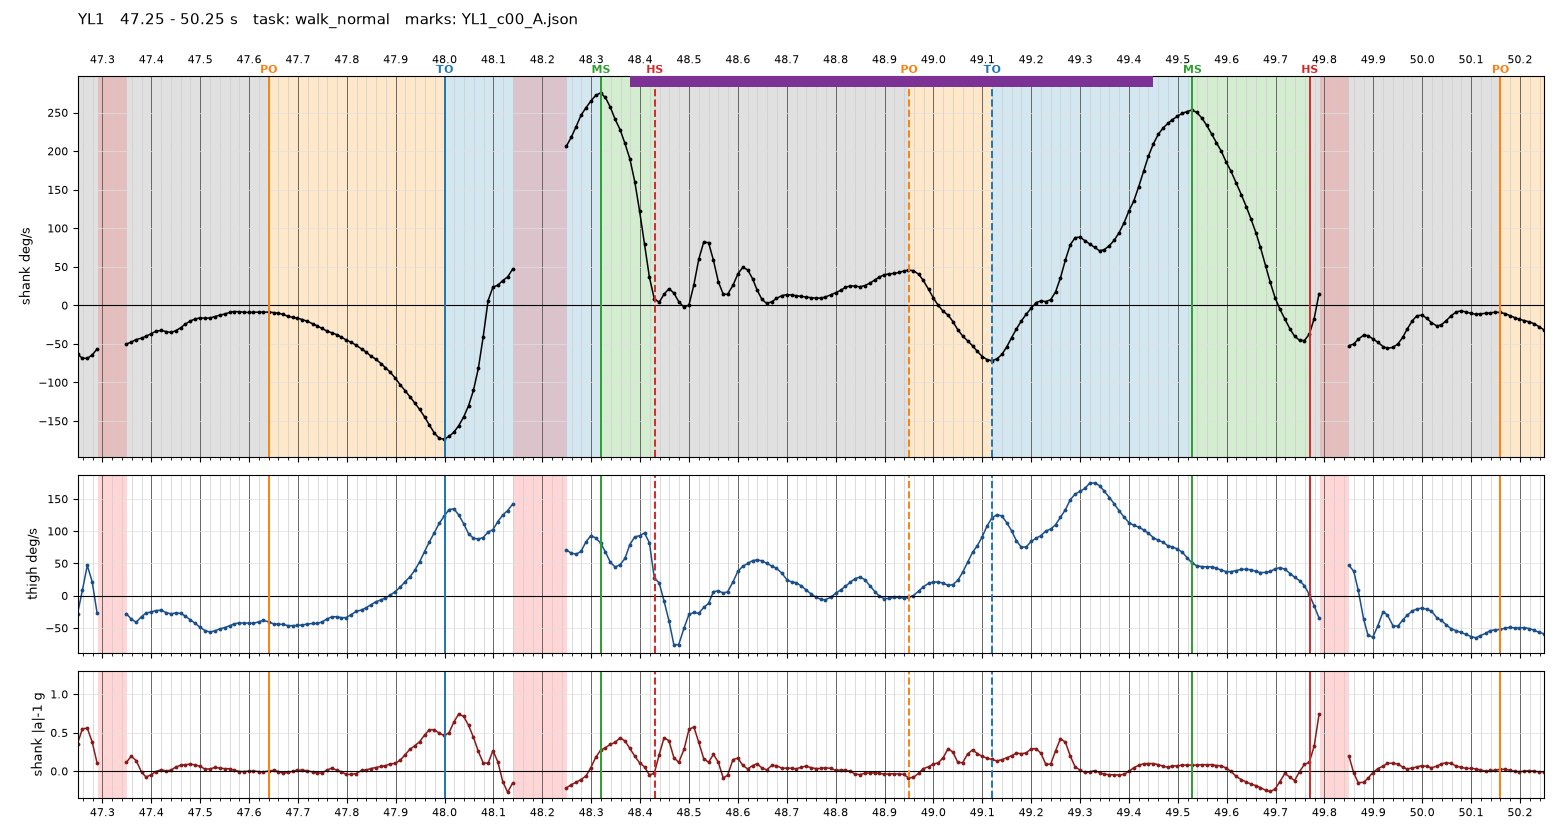 YL1   47.25 - 50.25 s   task: walk_normal   marks: YL1_c00_A.json
47.3 47.4 47.5 47.6 47.7 47.8 47.9 48.0 48.1 48.2 48.3 48.4 48.5 48.6 48.7 48.8 48.9 49.0 49.1 49.2 49.3 49.4 49.5 49.6 49.7 49.8 49.9 50.0 50.1 50.2
PO TO MS HS PO TO MS HS PO
shank deg/s
250
200
150
100
50
0
−50
−100
−150
thigh deg/s
150
100
50
0
−50
shank |a|-1 g
1.0
0.5
0.0
47.3 47.4 47.5 47.6 47.7 47.8 47.9 48.0 48.1 48.2 48.3 48.4 48.5 48.6 48.7 48.8 48.9 49.0 49.1 49.2 49.3 49.4 49.5 49.6 49.7 49.8 49.9 50.0 50.1 50.2